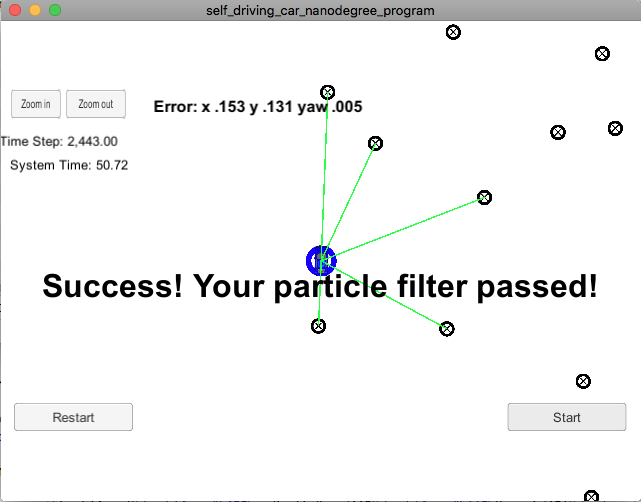 self_driving_car_nanodegree_program
Zoom in
Zoom out
Error: x .153 y .131 yaw .005
Time Step: 2,443.00
System Time: 50.72
Success! Your particle filter passed!
Restart
Start